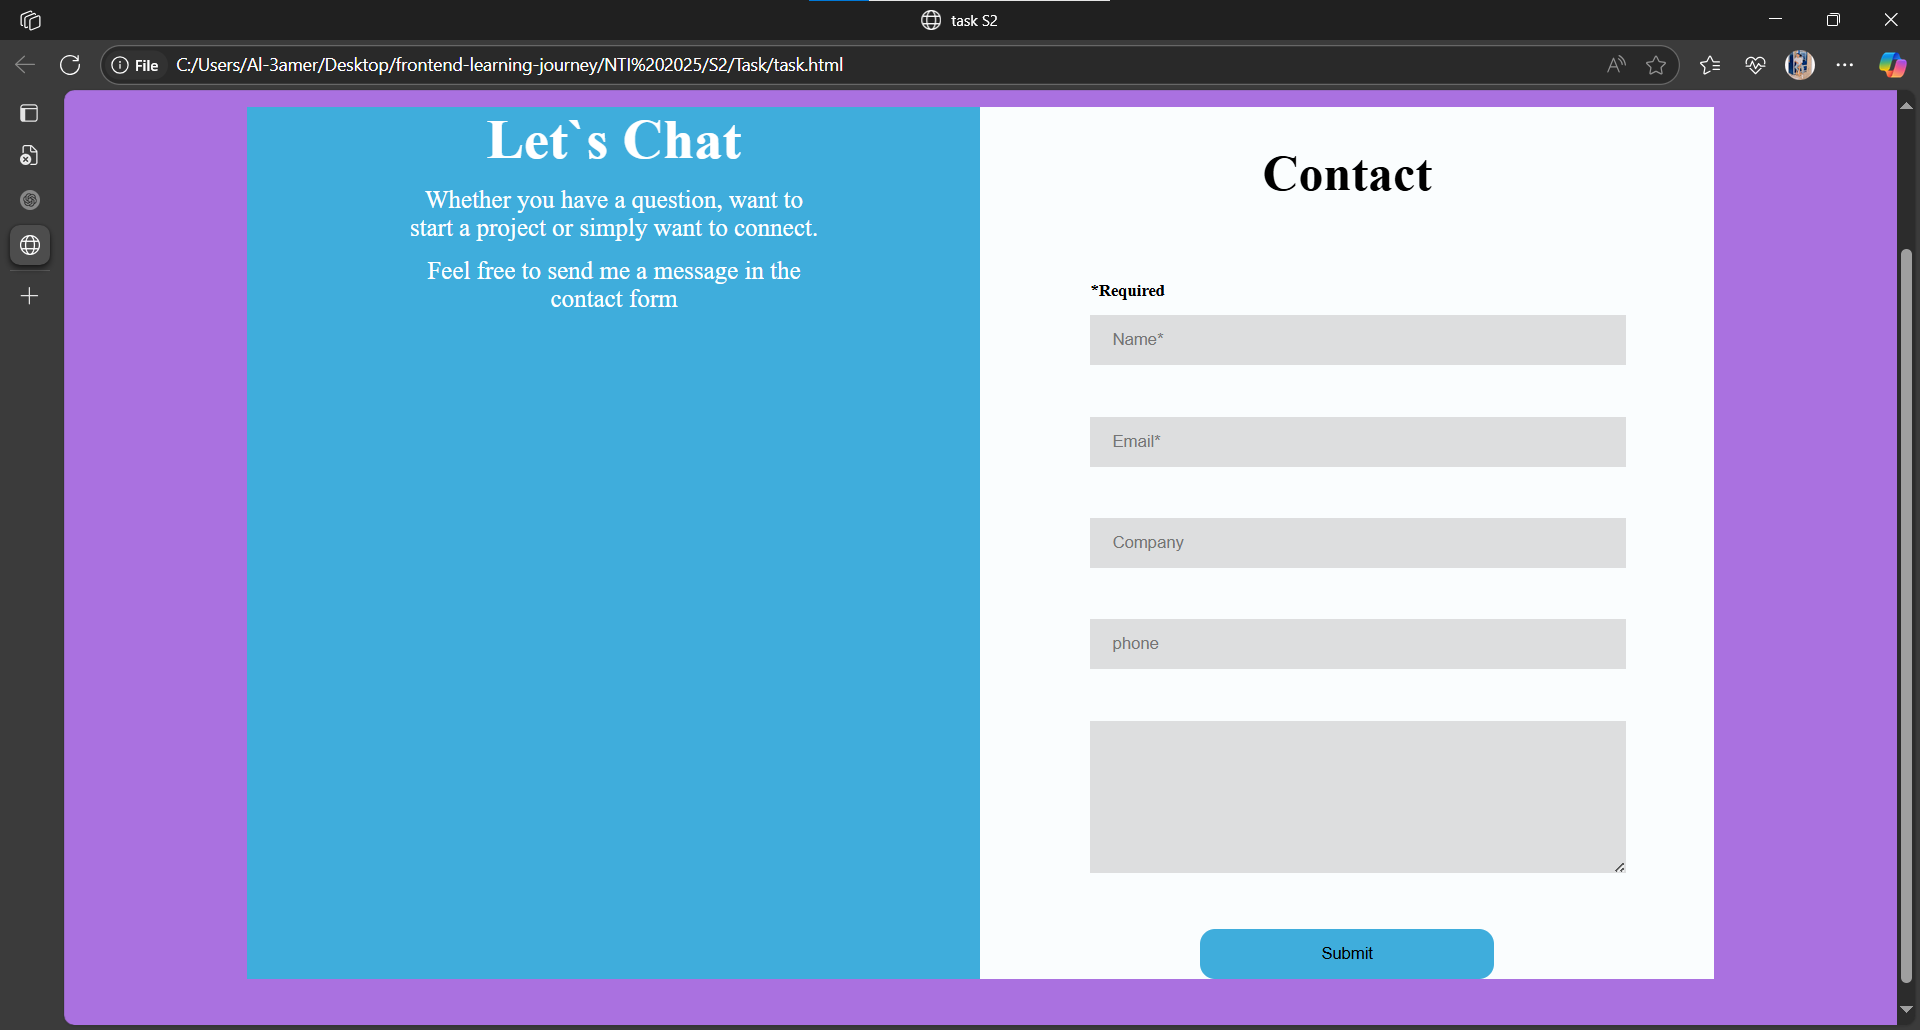 task S2
File C:/Users/Al-3amer/Desktop/frontend-learning-journey/NTI%202025/S2/Task/task.html
Let`s Chat
Whether you have a question, want to
start a project or simply want to connect.
Feel free to send me a message in the
contact form
Contact
*Required
Name*
Email*
Company
phone
Submit